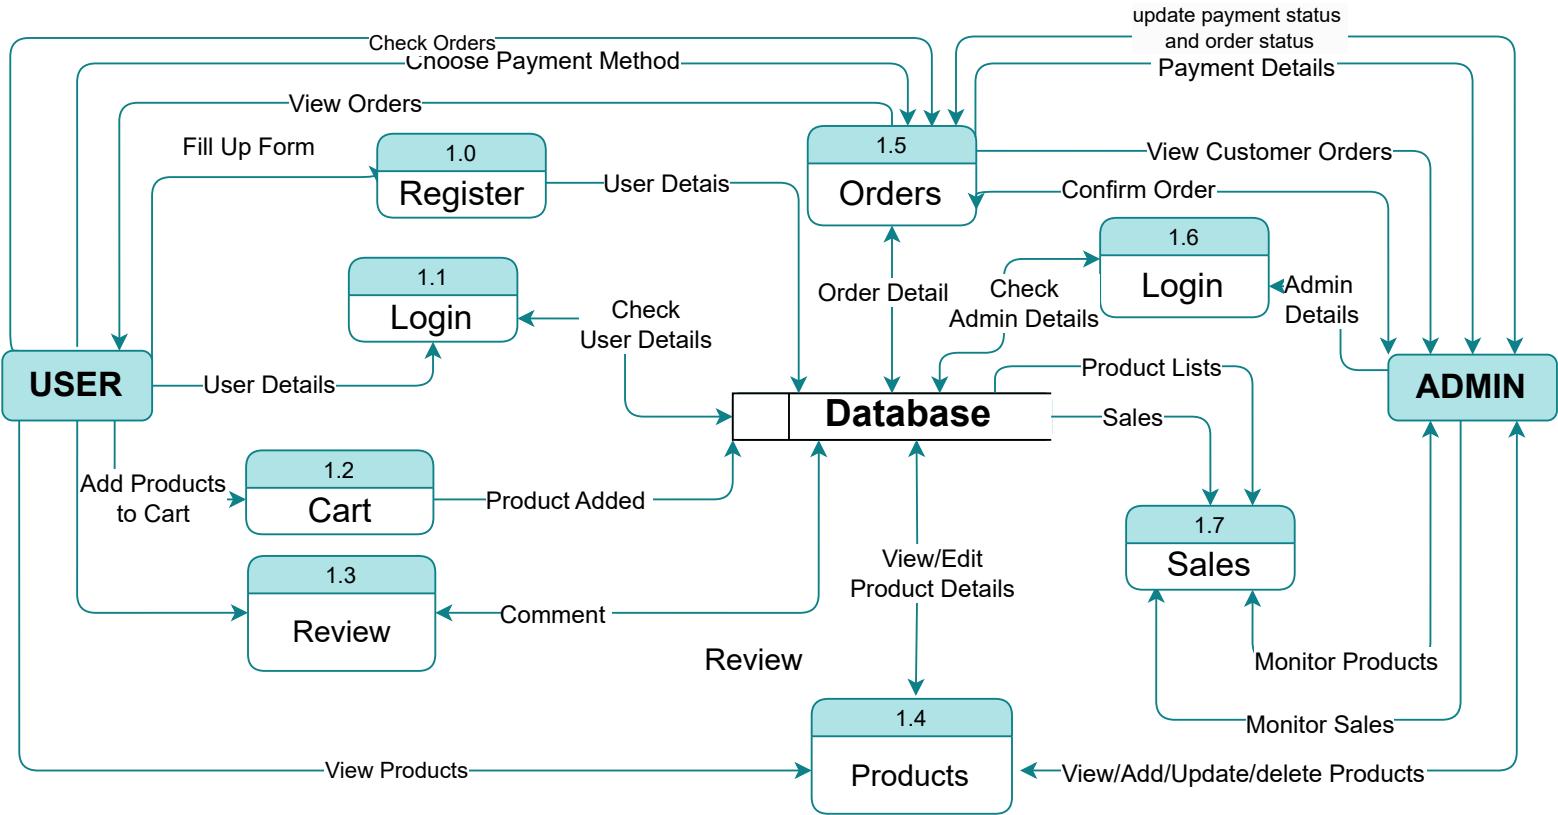 update payment status
and order status
Check Orders
Choose Payment Method
Payment Details
View Orders
Fill Up Form
1.0
Register
User Detais
1.5
Orders
View Customer Orders
Confirm Order
1.6
Login
Admin
Details
1.1
Login
Check
User Details
Order Detail
Check
Admin Details
USER
User Details
Product Lists
ADMIN
Database
Sales
Add Products
to Cart
1.2
Cart
Product Added
1.7
Sales
1.3
Review
Comment
View/Edit
Product Details
Review
Monitor Products
Monitor Sales
1.4
Products
View Products
View/Add/Update/delete Products